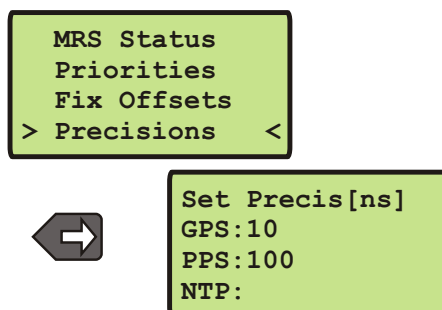 MRS Status
Priorities
Fix Offsets
> Precisions <
Set Precis[ns]
GPS:10
PPS:100
NTP: